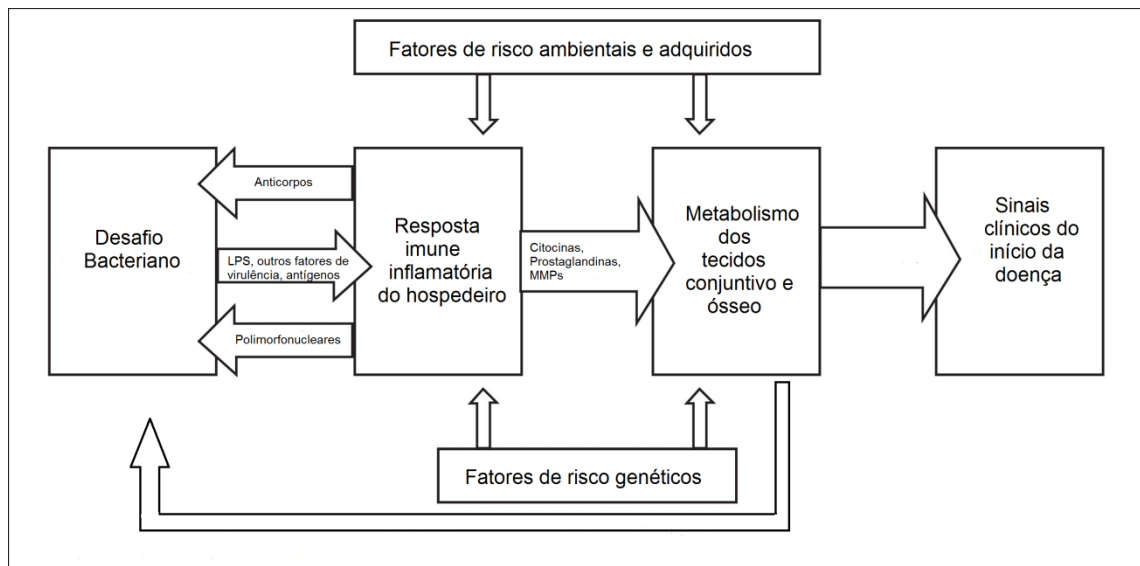 Fatores de risco ambientais e adquiridos
Desafio
Bacteriano
Anticorpos
LPS, outros fatores de
virulência, antígenos
Polimorfonucleares
Resposta
imune
inflamatória
do hospedeiro
Citocinas,
Prostaglandinas,
MMPs
Metabolismo
dos
tecidos
conjuntivo e
ósseo
Sinais
clínicos do
início da
doença
Fatores de risco genéticos